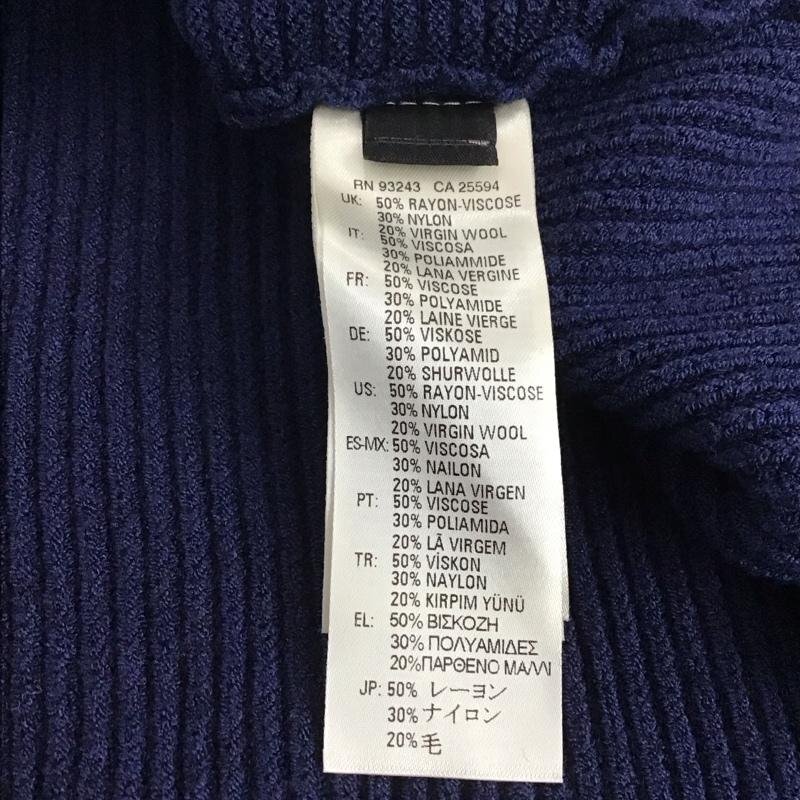 RN 93243 CA 25594
UK: 50% RAYON-VISCOSE
30% NYLON
20% VIRGIN WOOL
IT: 50% VISCOSA
30% POLIAMMIDE
20% LANA VERGINE
FR: 50% VISCOSE
30% POLYAMIDE
20% LAINE VIERGE
DE: 50% VISKOSE
30% POLYAMID
20% SHURWOLLE
US: 50% RAYON-VISCOSE
30% NYLON
20% VIRGIN WOOL
ES-MX: 50% VISCOSA
30% NAILON
20% LANA VIRGEN
PT: 50% VISCOSE
30% POLIAMIDA
20% LÃ VIRGEM
TR: 50% VİSKON
30% NAYLON
20% KIRPIM YÜNÜ
EL: 50% ΒΙΣΚΟΖΗ
30% ΠΟΛΥΑΜΙΔΕΣ
20% ΠΑΡΘΕΝΟ ΜΑΛΛΙ
JP: 50% レーヨン
30% ナイロン
20% 毛